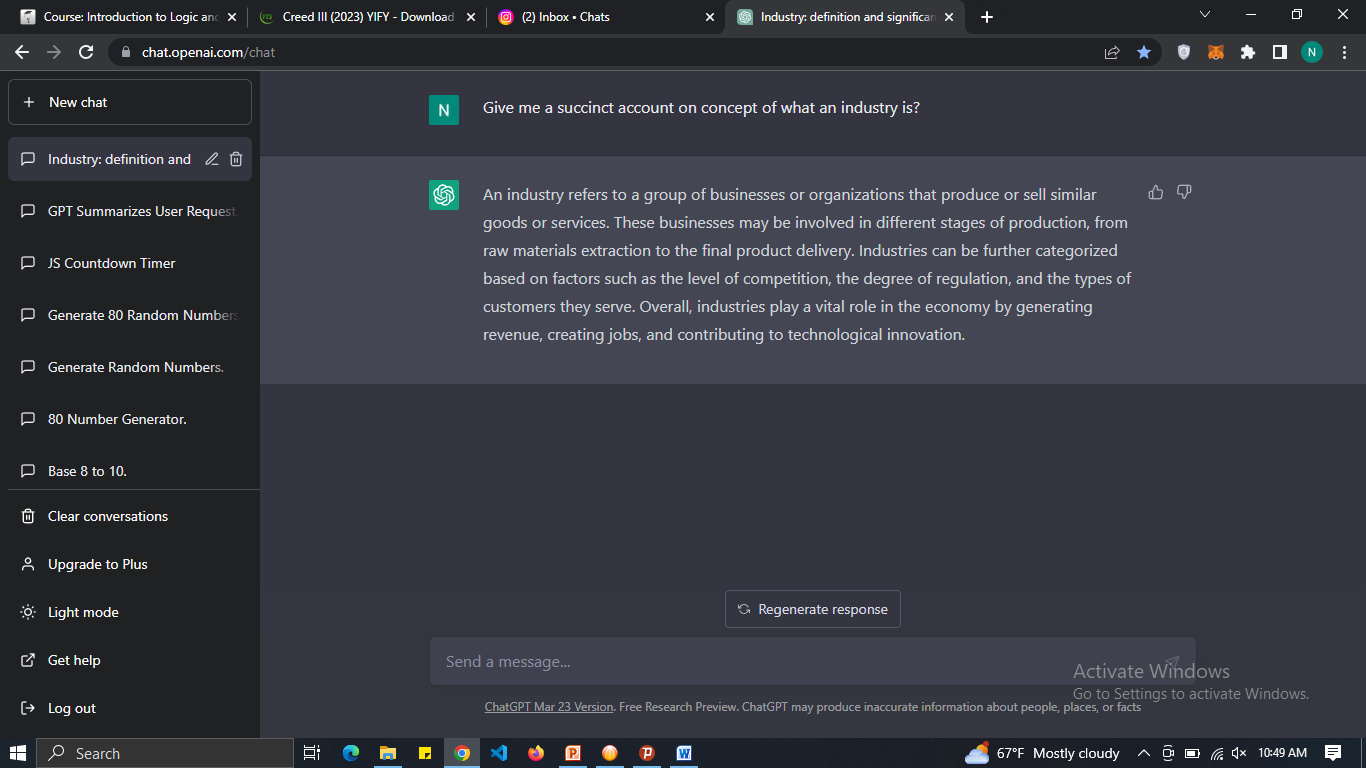 Course: Introduction to Logic and
Creed III (2023) YIFY - Download
(2) Inbox • Chats
Industry: definition and significan
chat.openai.com/chat
N
New chat
Industry: definition and
GPT Summarizes User Request.
JS Countdown Timer
Generate 80 Random Numbers
Generate Random Numbers.
80 Number Generator.
Base 8 to 10.
Clear conversations
Upgrade to Plus
Light mode
Get help
Log out
N
Give me a succinct account on concept of what an industry is?
An industry refers to a group of businesses or organizations that produce or sell similar
goods or services. These businesses may be involved in different stages of production, from
raw materials extraction to the final product delivery. Industries can be further categorized
based on factors such as the level of competition, the degree of regulation, and the types of
customers they serve. Overall, industries play a vital role in the economy by generating
revenue, creating jobs, and contributing to technological innovation.
Regenerate response
Send a message...
Activate Windows
Go to Settings to activate Windows.
ChatGPT Mar 23 Version. Free Research Preview. ChatGPT may produce inaccurate information about people, places, or facts
Search
67°F Mostly cloudy
10:49 AM